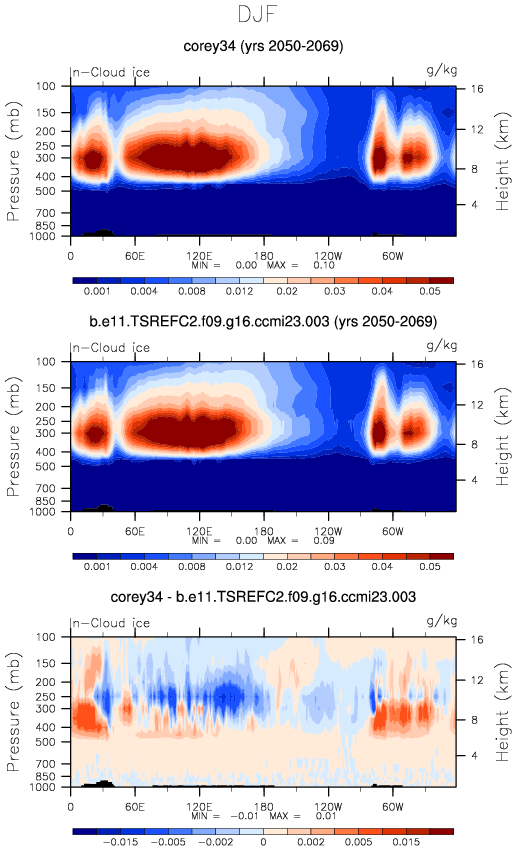 DJF
corey34 (yrs 2050-2069)
In-Cloud ice g/kg
Pressure (mb)
100
150
200
250
300
400
500
700
850
1000
16
12
8
4
Height (km)
0 60E 120E 180 120W 60W
MIN = 0.00 MAX = 0.10
0.001 0.004 0.008 0.012 0.02 0.03 0.04 0.05
b.e11.TSREFC2.f09.g16.ccmi23.003 (yrs 2050-2069)
In-Cloud ice g/kg
Pressure (mb)
100
150
200
250
300
400
500
700
850
1000
16
12
8
4
Height (km)
0 60E 120E 180 120W 60W
MIN = 0.00 MAX = 0.09
0.001 0.004 0.008 0.012 0.02 0.03 0.04 0.05
corey34 - b.e11.TSREFC2.f09.g16.ccmi23.003
In-Cloud ice g/kg
Pressure (mb)
100
150
200
250
300
400
500
700
850
1000
16
12
8
4
Height (km)
0 60E 120E 180 120W 60W
MIN = -0.01 MAX = 0.01
-0.015 -0.005 -0.002 0 0.002 0.005 0.015